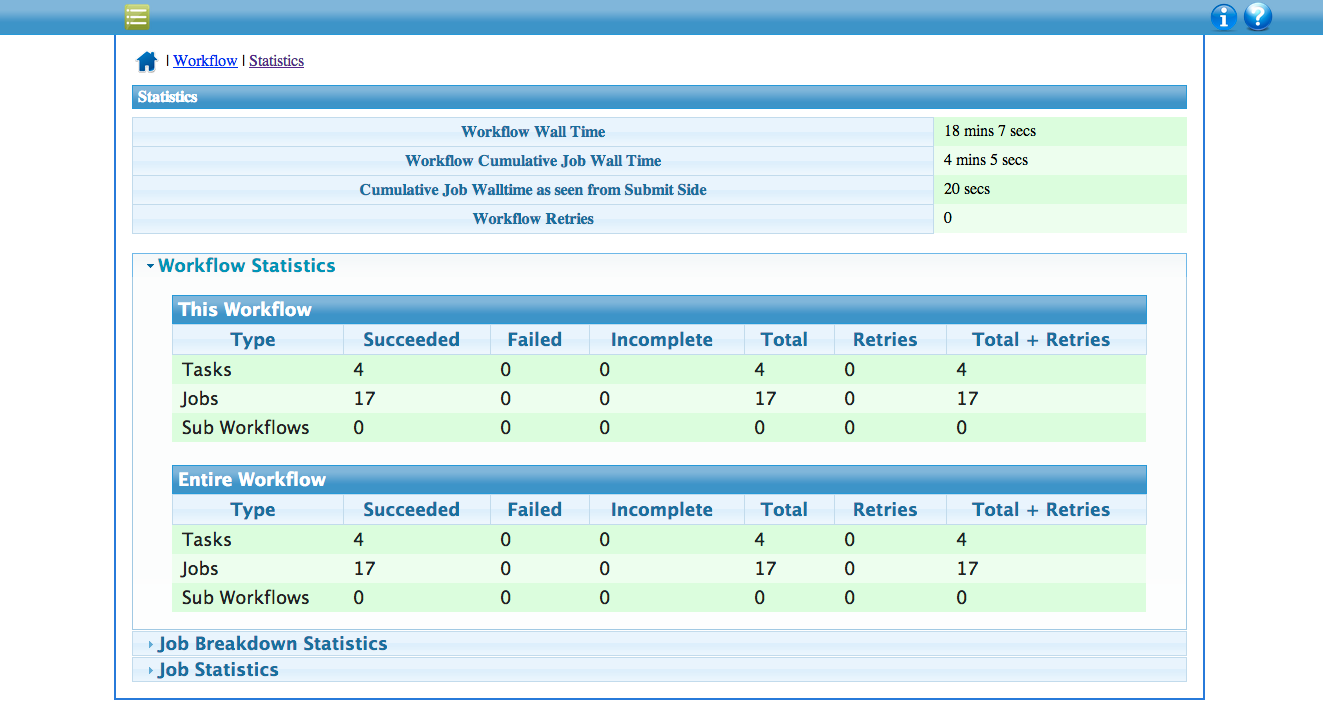 | Workflow | Statistics
Statistics
Workflow Wall Time 18 mins 7 secs
Workflow Cumulative Job Wall Time 4 mins 5 secs
Cumulative Job Walltime as seen from Submit Side 20 secs
Workflow Retries 0
Workflow Statistics
This Workflow
Type Succeeded Failed Incomplete Total Retries Total + Retries
Tasks 4 0 0 4 0 4
Jobs 17 0 0 17 0 17
Sub Workflows 0 0 0 0 0 0
Entire Workflow
Type Succeeded Failed Incomplete Total Retries Total + Retries
Tasks 4 0 0 4 0 4
Jobs 17 0 0 17 0 17
Sub Workflows 0 0 0 0 0 0
Job Breakdown Statistics
Job Statistics